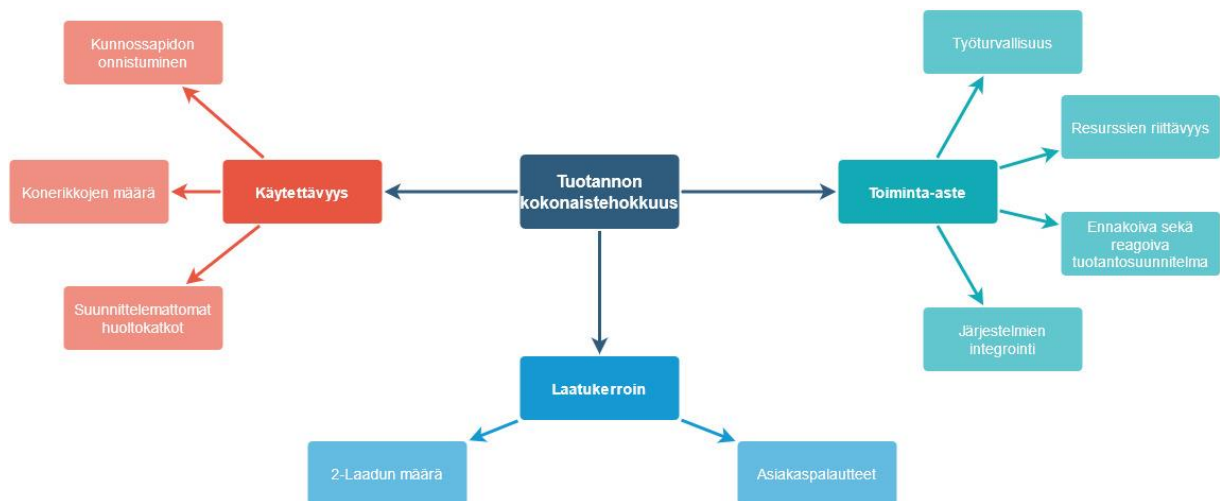 Kunnossapidon
onnistuminen
Konerikkojen määrä
Käytettävyys
Suunnittelemattomat
huoltokatkot
Tuotannon
kokonaistehokkuus
Laatukerroin
2-Laadun määrä
Asiakaspalautteet
Toiminta-aste
Työturvallisuus
Resurssien riittävyys
Ennakoiva sekä
reagoiva
tuotantosuunnitelma
Järjestelmien
integrointi